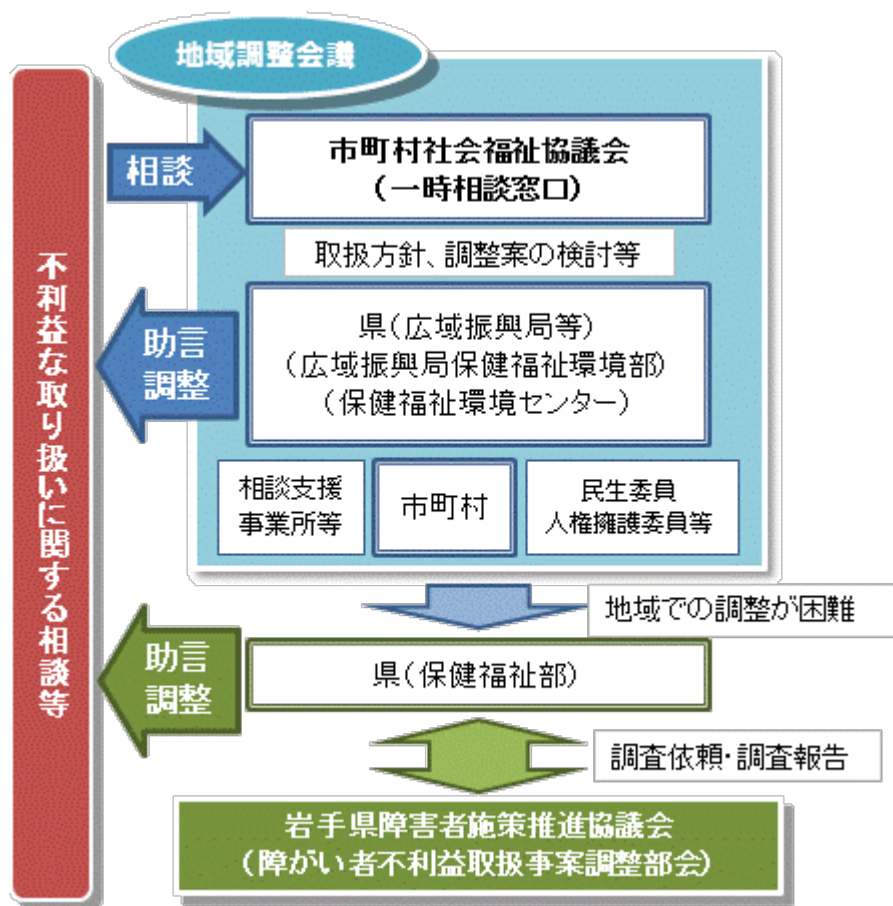 地域調整会議
不利益な取り扱いに関する相談等
相談
市町村社会福祉協議会
(一時相談窓口)
取扱方針、調整案の検討等
助言
調整
県(広域振興局等)
(広域振興局保健福祉環境部)
(保健福祉環境センター)
相談支援
事業所等
市町村
民生委員
人権擁護委員等
地域での調整が困難
助言
調整
県(保健福祉部)
調査依頼・調査報告
岩手県障害者施策推進協議会
(障がい者不利益取扱事案調整部会)